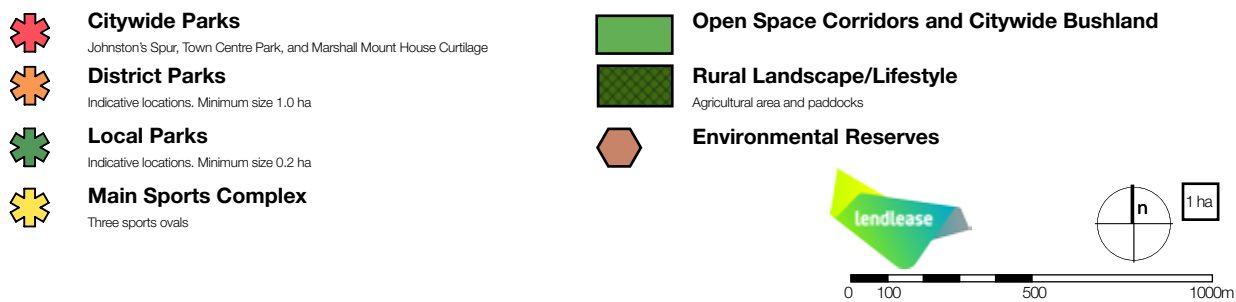 Citywide Parks
Johnston's Spur, Town Centre Park, and Marshall Mount House Curtilage
District Parks
Indicative locations. Minimum size 1.0 ha
Local Parks
Indicative locations. Minimum size 0.2 ha
Main Sports Complex
Three sports ovals
Open Space Corridors and Citywide Bushland
Rural Landscape/Lifestyle
Agricultural area and paddocks
Environmental Reserves
lendlease
n
1 ha
0 100 500 1000m